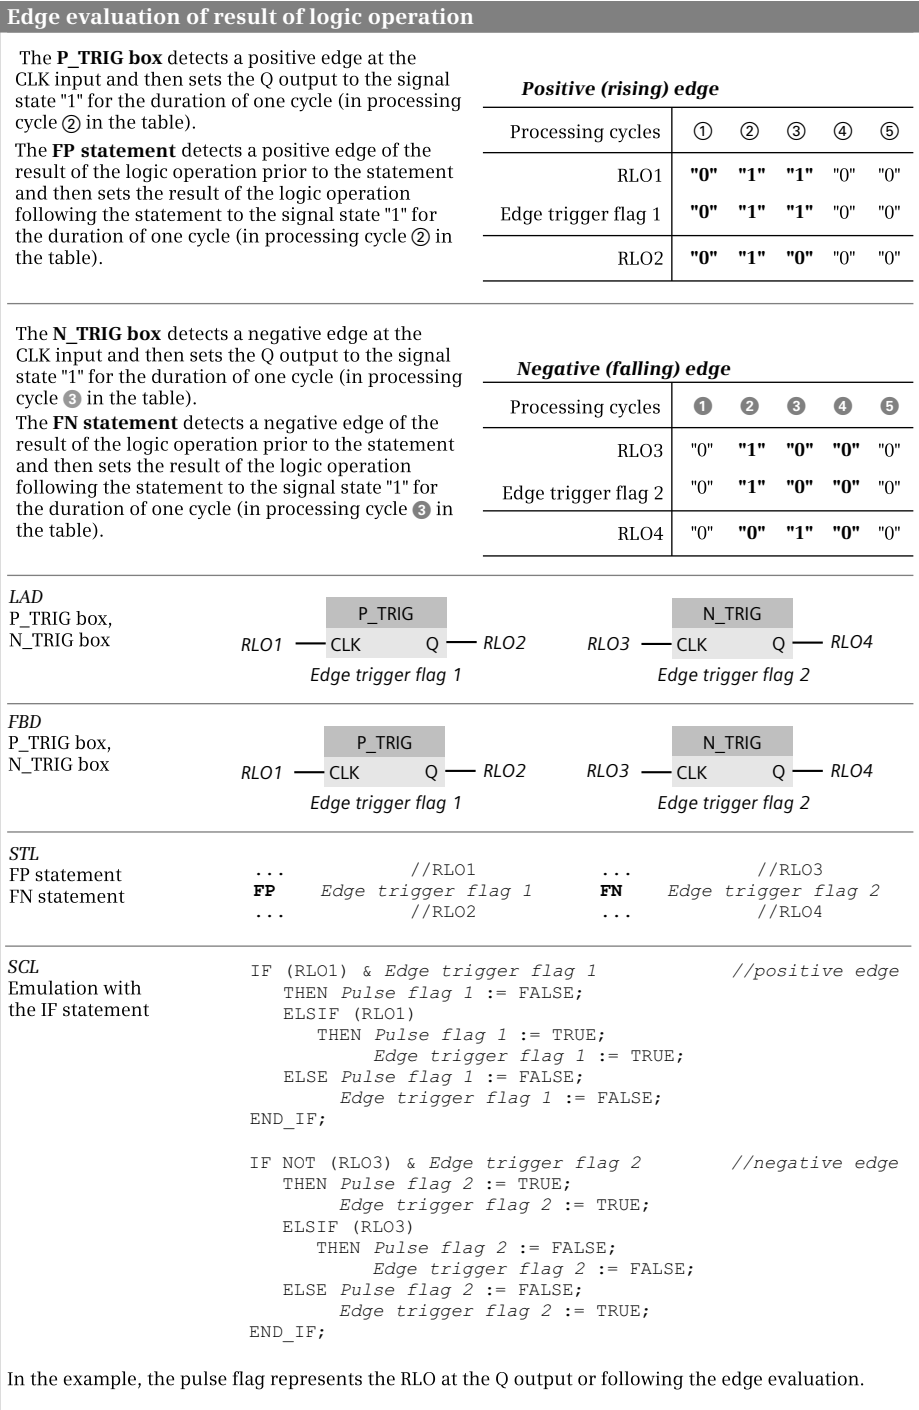 Edge evaluation of result of logic operation
The P_TRIG box detects a positive edge at the
CLK input and then sets the Q output to the signal
state "1" for the duration of one cycle (in processing
cycle ② in the table).
The FP statement detects a positive edge of the
result of the logic operation prior to the statement
and then sets the result of the logic operation
following the statement to the signal state "1" for
the duration of one cycle (in processing cycle ② in
the table).
Positive (rising) edge
Processing cycles ① ② ③ ④ ⑤
RLO1 "0" "1" "1" "0" "0"
Edge trigger flag 1 "0" "1" "1" "0" "0"
RLO2 "0" "1" "0" "0" "0"
The N_TRIG box detects a negative edge at the
CLK input and then sets the Q output to the signal
state "1" for the duration of one cycle (in processing
cycle ❸ in the table).
The FN statement detects a negative edge of the
result of the logic operation prior to the statement
and then sets the result of the logic operation
following the statement to the signal state "1" for
the duration of one cycle (in processing cycle ❸ in
the table).
Negative (falling) edge
Processing cycles ❶ ❷ ❸ ❹ ❺
RLO3 "0" "1" "0" "0" "0"
Edge trigger flag 2 "0" "1" "0" "0" "0"
RLO4 "0" "0" "1" "0" "0"
LAD
P_TRIG box,
N_TRIG box
P_TRIG
RLO1 CLK Q RLO2
Edge trigger flag 1
N_TRIG
RLO3 CLK Q RLO4
Edge trigger flag 2
FBD
P_TRIG box,
N_TRIG box
P_TRIG
RLO1 CLK Q RLO2
Edge trigger flag 1
N_TRIG
RLO3 CLK Q RLO4
Edge trigger flag 2
STL
FP statement
FN statement
... //RLO1
FP Edge trigger flag 1
... //RLO2
... //RLO3
FN Edge trigger flag 2
... //RLO4
SCL
Emulation with
the IF statement
IF (RLO1) & Edge trigger flag 1 //positive edge
THEN Pulse flag 1 := FALSE;
ELSIF (RLO1)
THEN Pulse flag 1 := TRUE;
Edge trigger flag 1 := TRUE;
ELSE Pulse flag 1 := FALSE;
Edge trigger flag 1 := FALSE;
END_IF;
IF NOT (RLO3) & Edge trigger flag 2 //negative edge
THEN Pulse flag 2 := TRUE;
Edge trigger flag 2 := TRUE;
ELSIF (RLO3)
THEN Pulse flag 2 := FALSE;
Edge trigger flag 2 := FALSE;
ELSE Pulse flag 2 := FALSE;
Edge trigger flag 2 := TRUE;
END_IF;
In the example, the pulse flag represents the RLO at the Q output or following the edge evaluation.